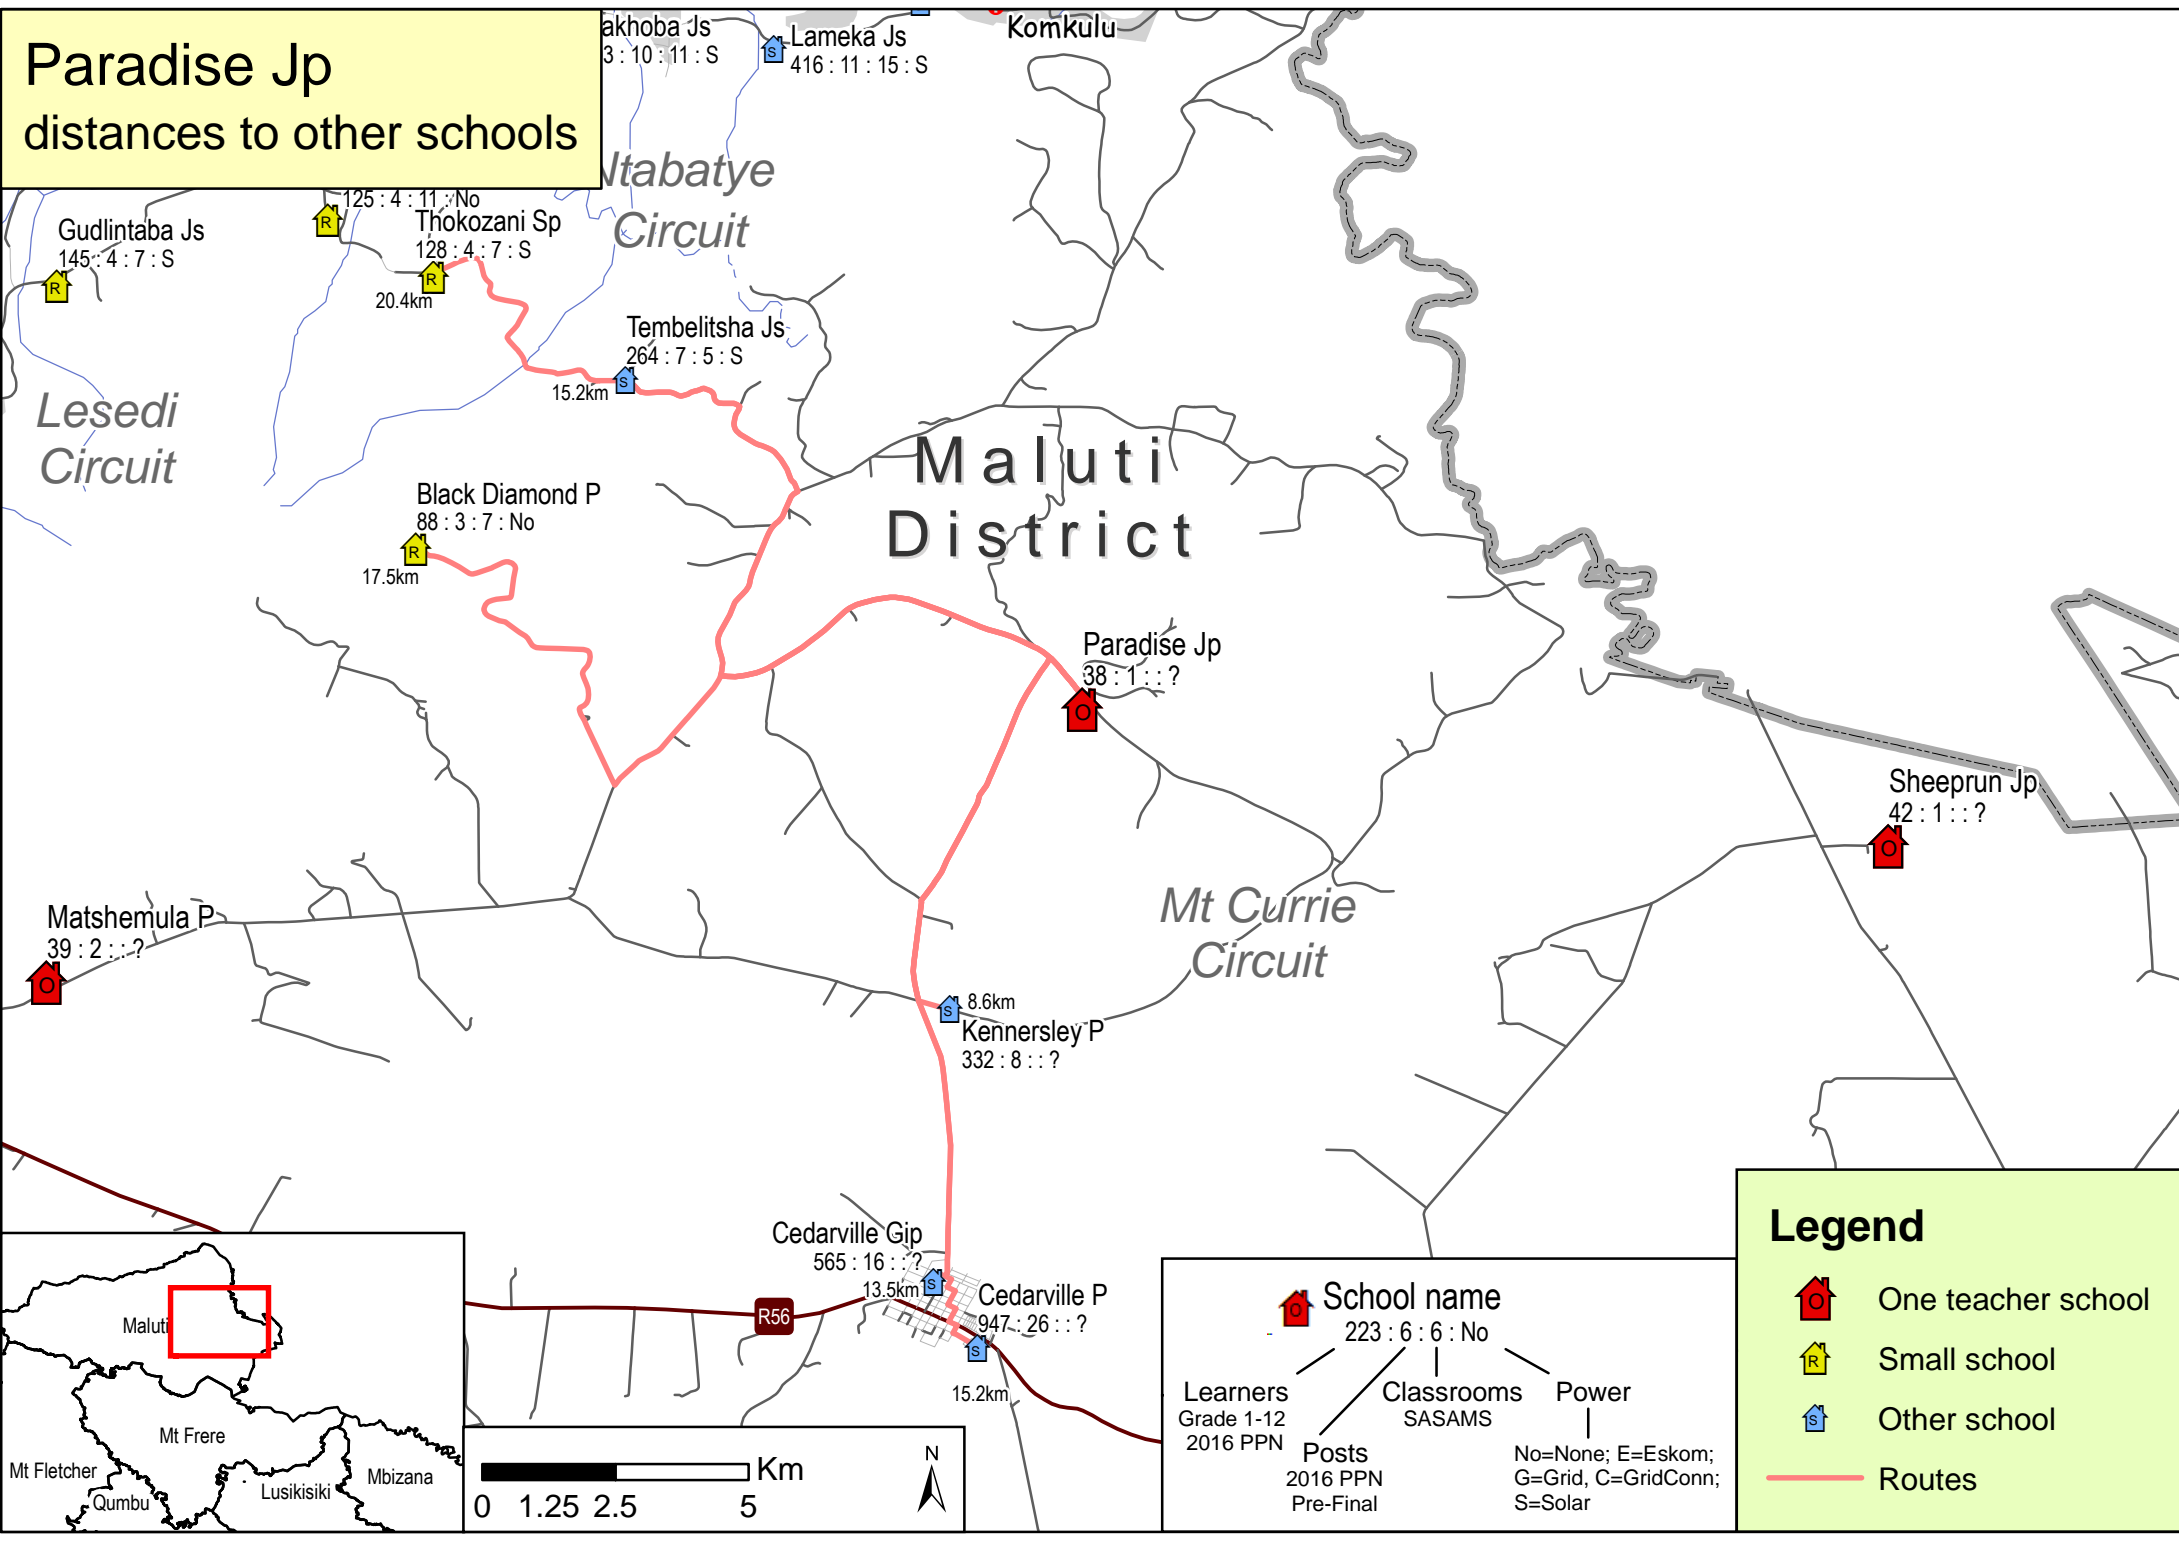 Paradise Jp
distances to other schools
akhoba Js
3 : 10 : 11 : S
Lameka Js
416 : 11 : 15 : S
Komkulu
Ntabatye
Circuit
125 : 4 : 11 : No
Thokozani Sp
128 : 4 : 7 : S
20.4km
Gudlintaba Js
145 : 4 : 7 : S
R
R
R
S
Tembelitsha Js
264 : 7 : 5 : S
15.2km
S
Lesedi
Circuit
Maluti
District
Black Diamond P
88 : 3 : 7 : No
R
17.5km
Paradise Jp
38 : 1 : : ?
O
Sheeprun Jp
42 : 1 : : ?
O
Matshemula P
39 : 2 : : ?
O
Mt Currie
Circuit
S
8.6km
Kennersley P
332 : 8 : : ?
Cedarville Gip
565 : 16 : : ?
13.5km
S
Cedarville P
947 : 26 : : ?
S
15.2km
R56
Maluti
Mt Frere
Mt Fletcher
Qumbu
Lusikisiki
Mbizana
Km
0 1.25 2.5 5
N
O
School name
223 : 6 : 6 : No
Learners
Grade 1-12
2016 PPN
Posts
2016 PPN
Pre-Final
Classrooms
SASAMS
Power
No=None; E=Eskom;
G=Grid, C=GridConn;
S=Solar
Legend
O One teacher school
R Small school
S Other school
Routes